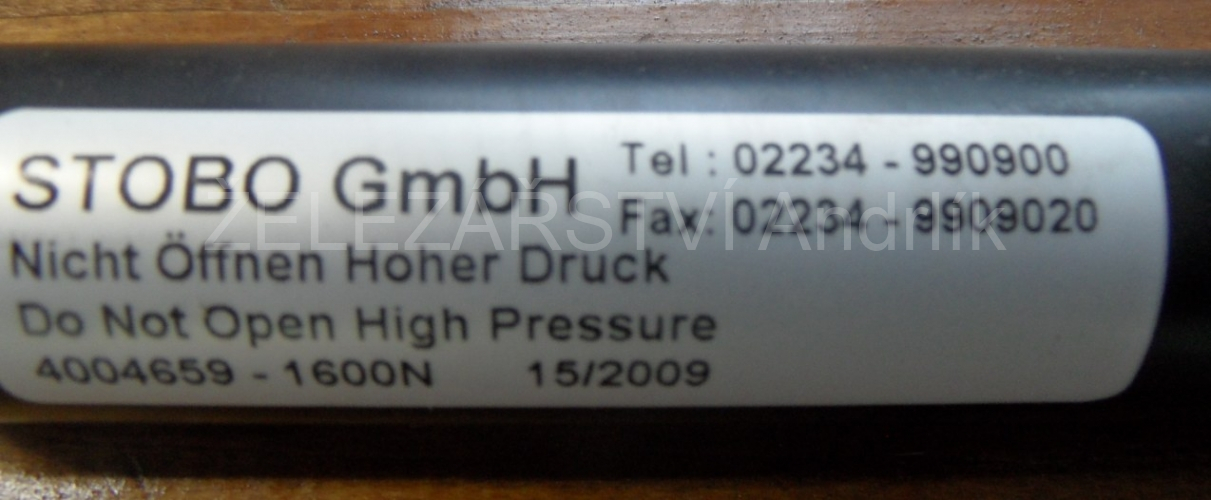 STOBO GmbH
Tel : 02234 - 990900
Fax: 02234 - 9909020
Nicht Öffnen Hoher Druck
Do Not Open High Pressure
4004659 - 1600N 15/2009
ŽELEZÁŘSTVÍ Andrlík